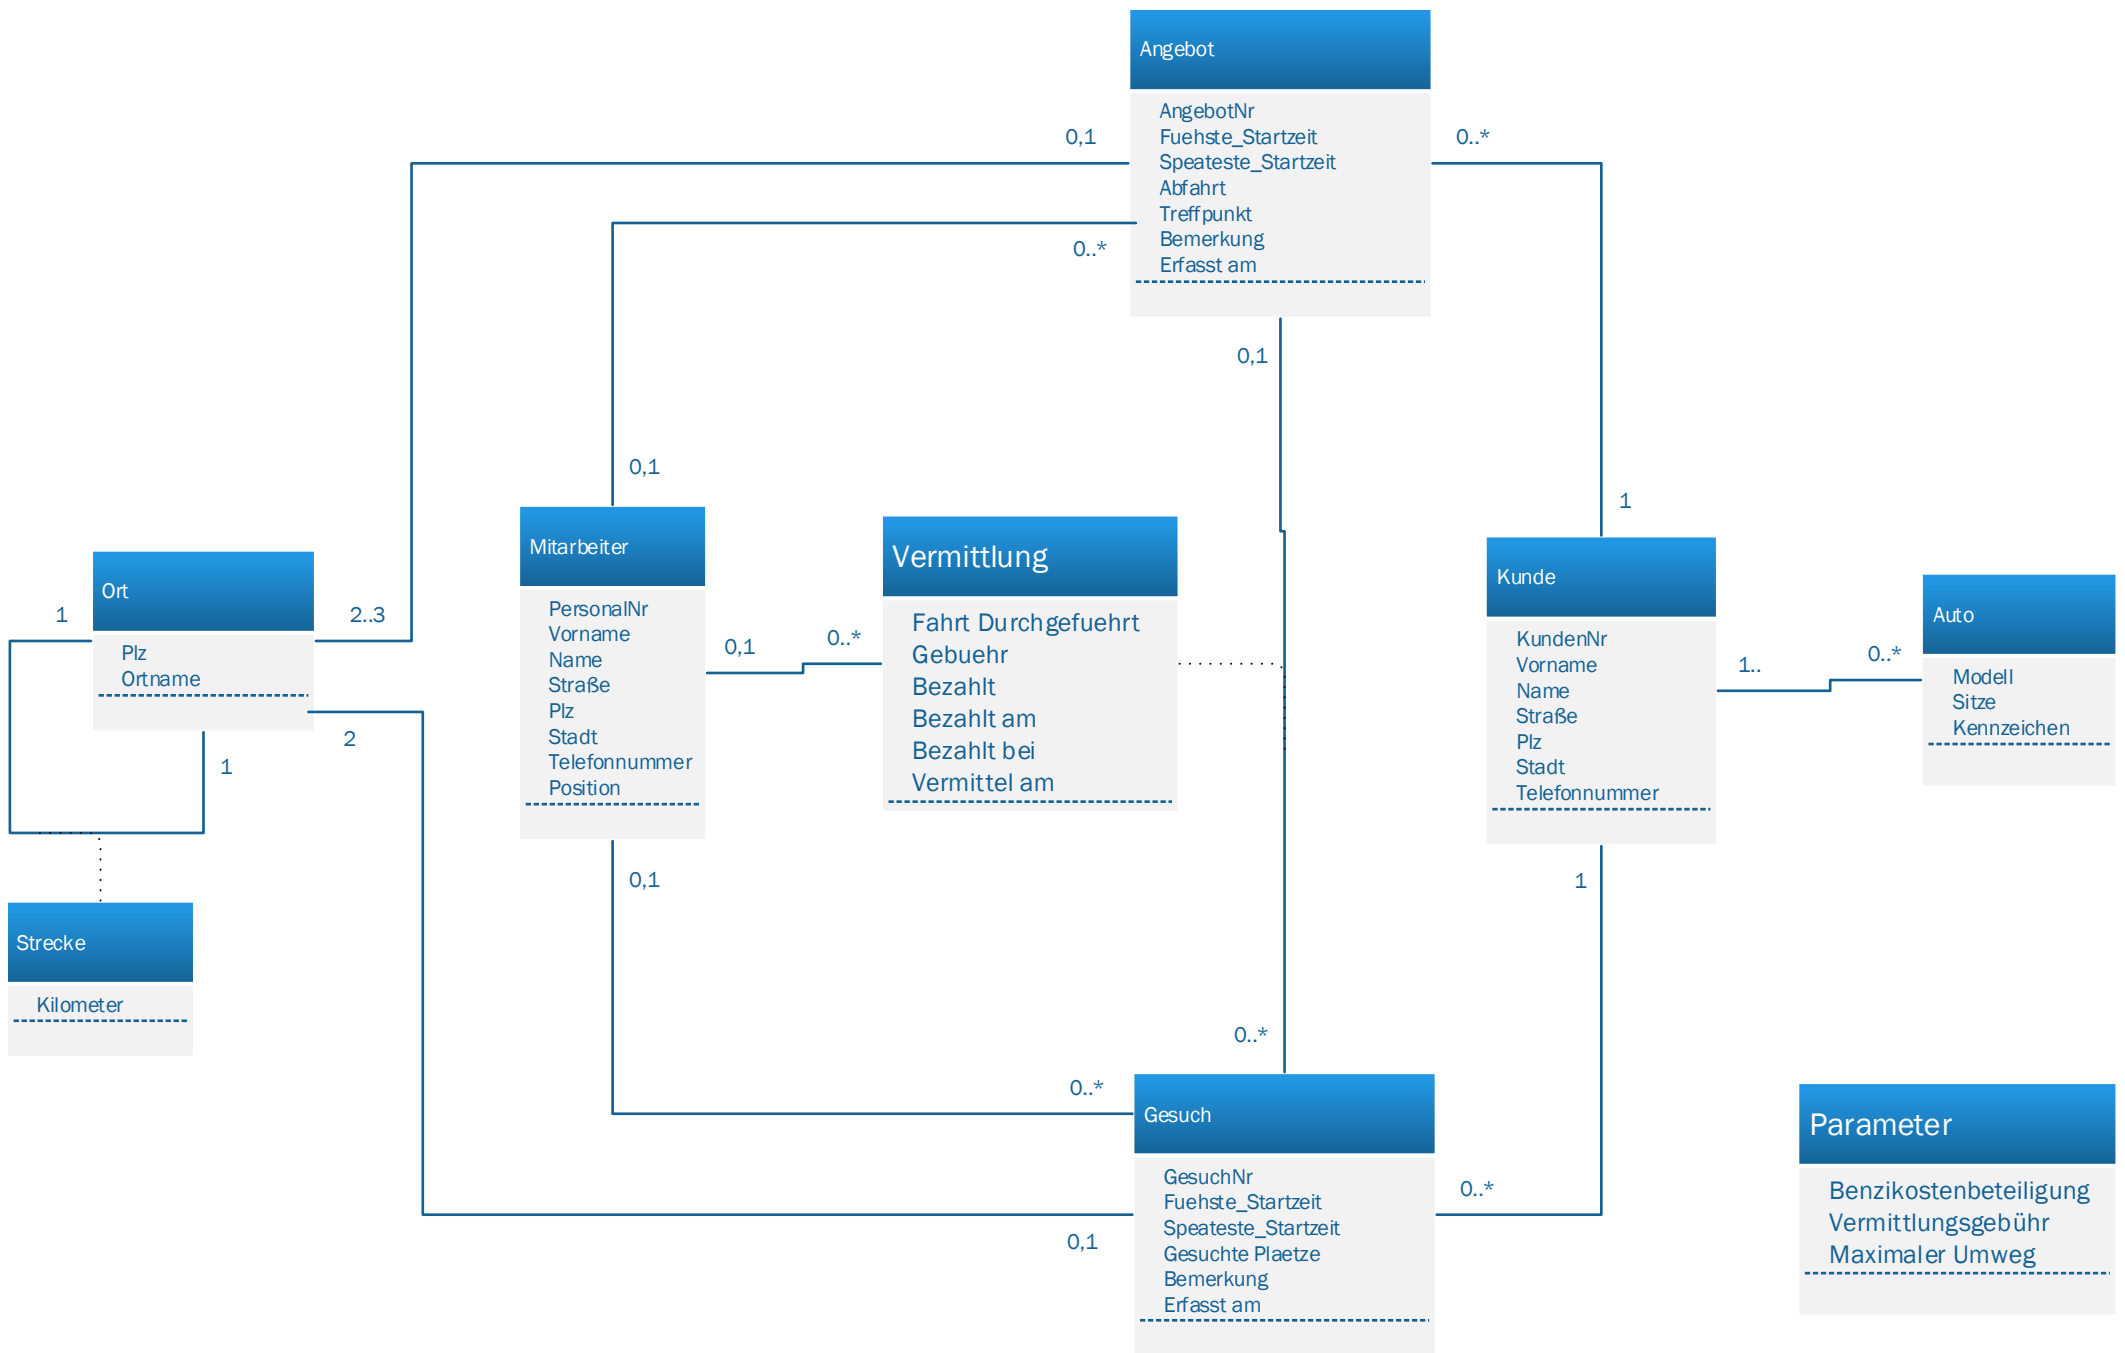 Angebot
AngebotNr
Fuehste_Startzeit
Speateste_Startzeit
Abfahrt
Treffpunkt
Bemerkung
Erfasst am
0,1
0..*
0..*
0,1
0,1
1
Mitarbeiter
PersonalNr
Vorname
Name
Straße
Plz
Stadt
Telefonnummer
Position
Vermittlung
Fahrt Durchgefuehrt
Gebuehr
Bezahlt
Bezahlt am
Bezahlt bei
Vermittel am
0,1
0..*
Ort
Plz
Ortname
1
2..3
2
1
Kunde
KundenNr
Vorname
Name
Straße
Plz
Stadt
Telefonnummer
1..
0..*
Auto
Modell
Sitze
Kennzeichen
0,1
1
Strecke
Kilometer
0..*
0..*
0,1
0..*
Gesuch
GesuchNr
Fuehste_Startzeit
Speateste_Startzeit
Gesuchte Plaetze
Bemerkung
Erfasst am
Parameter
Benzikostenbeteiligung
Vermittlungsgebühr
Maximaler Umweg